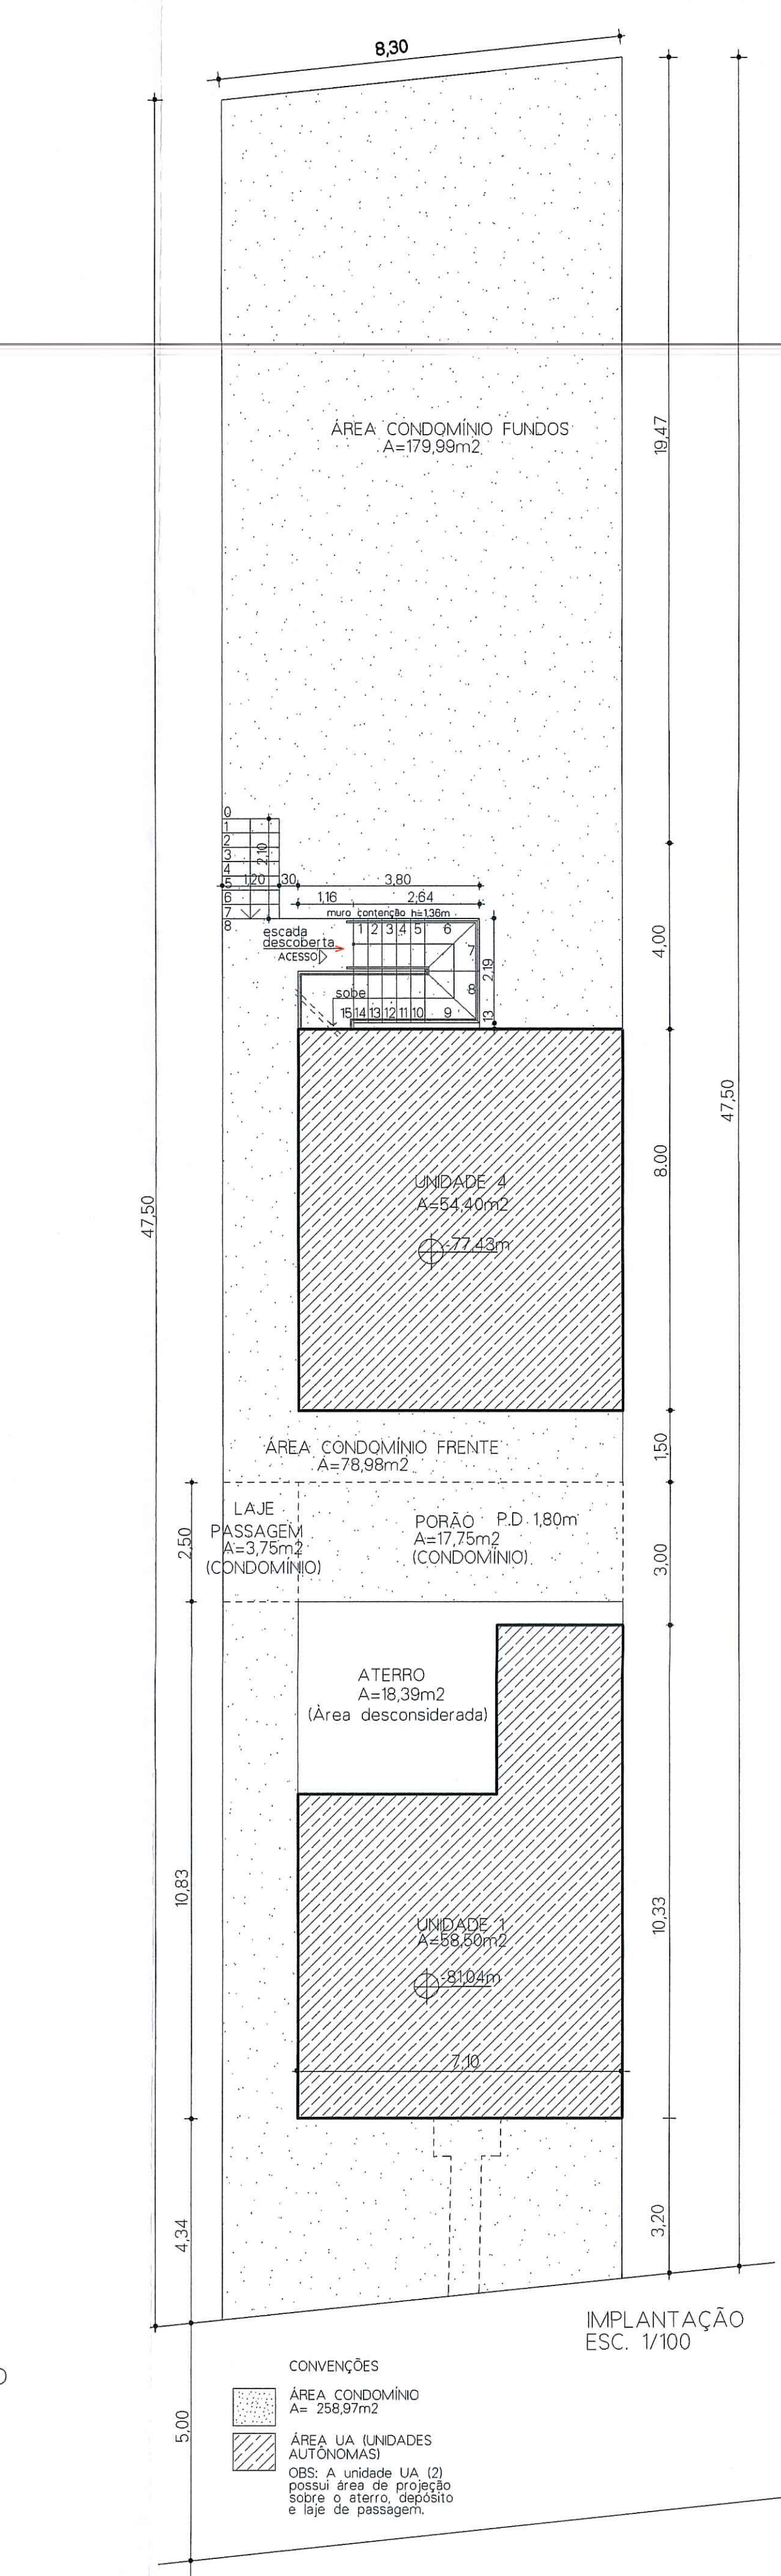 8,30
19,47
ÁREA CONDOMÍNIO FUNDOS
A=179,99m2
0
1
2
3
4
5
6
7
8
2,10
1,20
30
3,80
1,16
2,64
muro contenção h=1,36m
escada
descoberta
ACESSO
1 2 3 4 5 6
7
8
sobe
15 14 13 12 11 10 9
2,19
13
4,00
47,50
47,50
8.00
UNIDADE 4
A=54,40m2
-77,43m
1,50
ÁREA CONDOMÍNIO FRENTE
A=78,98m2
2,50
LAJE
PASSAGEM
A=3,75m2
(CONDOMÍNIO)
PORÃO P.D 1,80m
A=17,75m2
(CONDOMÍNIO)
3,00
ATERRO
A=18,39m2
(Àrea desconsiderada)
10,83
10,33
UNIDADE 1
A=58,50m2
-81,04m
7,10
4,34
3,20
IMPLANTAÇÃO
ESC. 1/100
O
5,00
CONVENÇÕES
ÁREA CONDOMÍNIO
A= 258,97m2
ÁREA UA (UNIDADES
AUTÔNOMAS)
OBS: A unidade UA (2)
possui área de projeção
sobre o aterro, depósito
e laje de passagem.